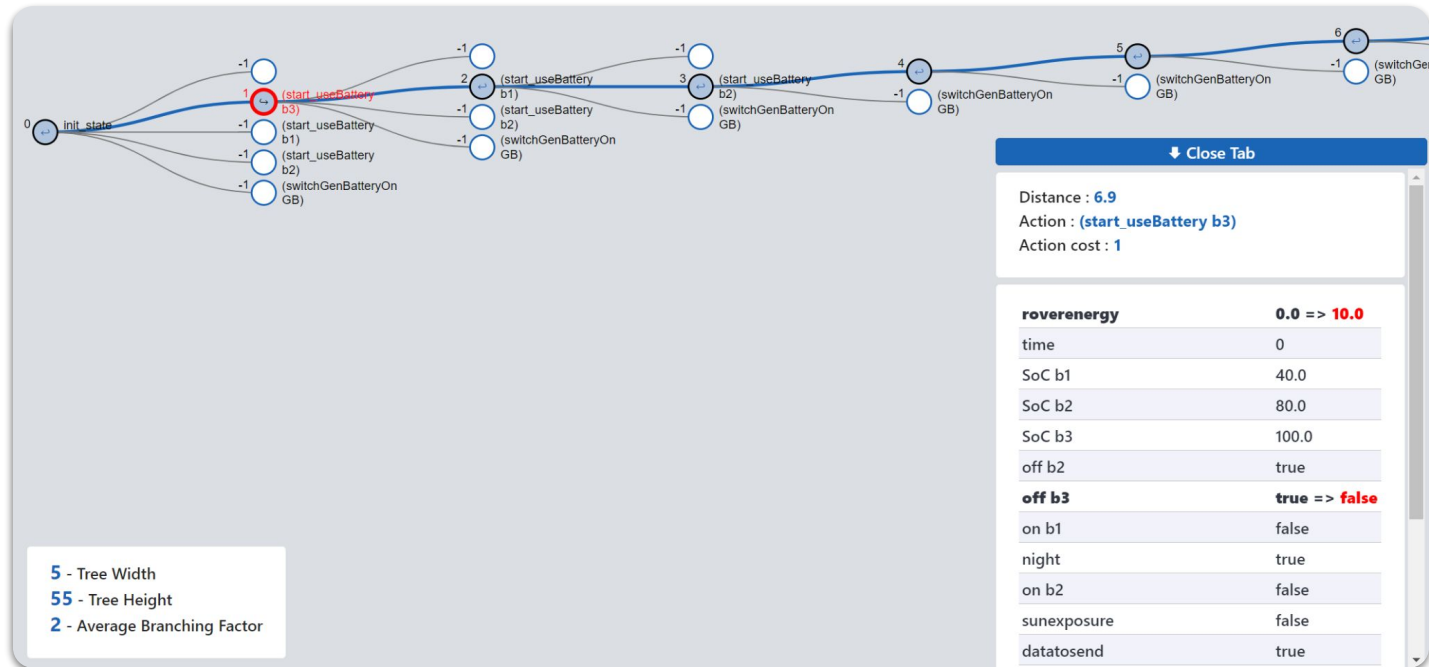 0 init_state
-1
1 (start_useBattery
b3)
-1 (start_useBattery
b1)
-1 (start_useBattery
b2)
-1 (switchGenBatteryOn
GB)
-1
2 (start_useBattery
b1)
-1 (start_useBattery
b2)
-1 (switchGenBatteryOn
GB)
-1
3 (start_useBattery
b2)
-1 (switchGenBatteryOn
GB)
4
-1 (switchGenBatteryOn
GB)
5
-1 (switchGenBatteryOn
GB)
6
-1 (switchGen
GB)
Close Tab
Distance : 6.9
Action : (start_useBattery b3)
Action cost : 1
roverenergy 0.0 => 10.0
time 0
SoC b1 40.0
SoC b2 80.0
SoC b3 100.0
off b2 true
off b3 true => false
on b1 false
night true
on b2 false
sunexposure false
datatosend true
5 - Tree Width
55 - Tree Height
2 - Average Branching Factor